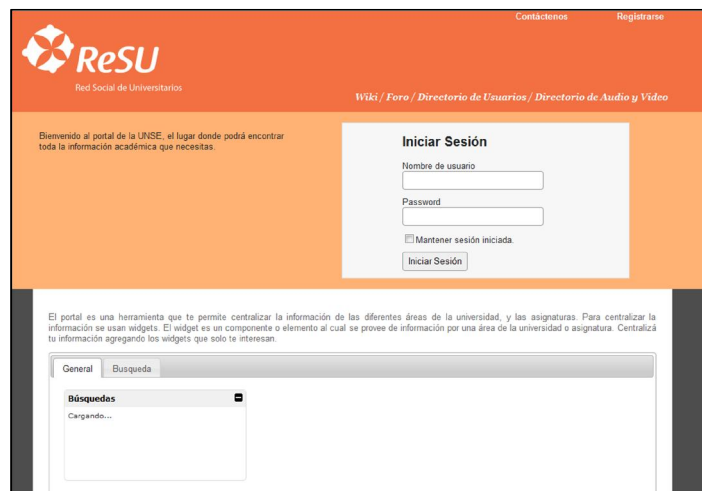 Contáctenos Registrarse
ReSU
Red Social de Universitarios
Wiki / Foro / Directorio de Usuarios / Directorio de Audio y Video
Bienvenido al portal de la UNSE, el lugar donde podrá encontrar
toda la información académica que necesitas.
Iniciar Sesión
Nombre de usuario
Password
Mantener sesión iniciada.
Iniciar Sesión
El portal es una herramienta que te permite centralizar la información de las diferentes áreas de la universidad, y las asignaturas. Para centralizar la
información se usan widgets. El widget es un componente o elemento al cual se provee de información por una área de la universidad o asignatura. Centralizá
tu información agregando los widgets que solo te interesan.
General Busqueda
Búsquedas
Cargando...